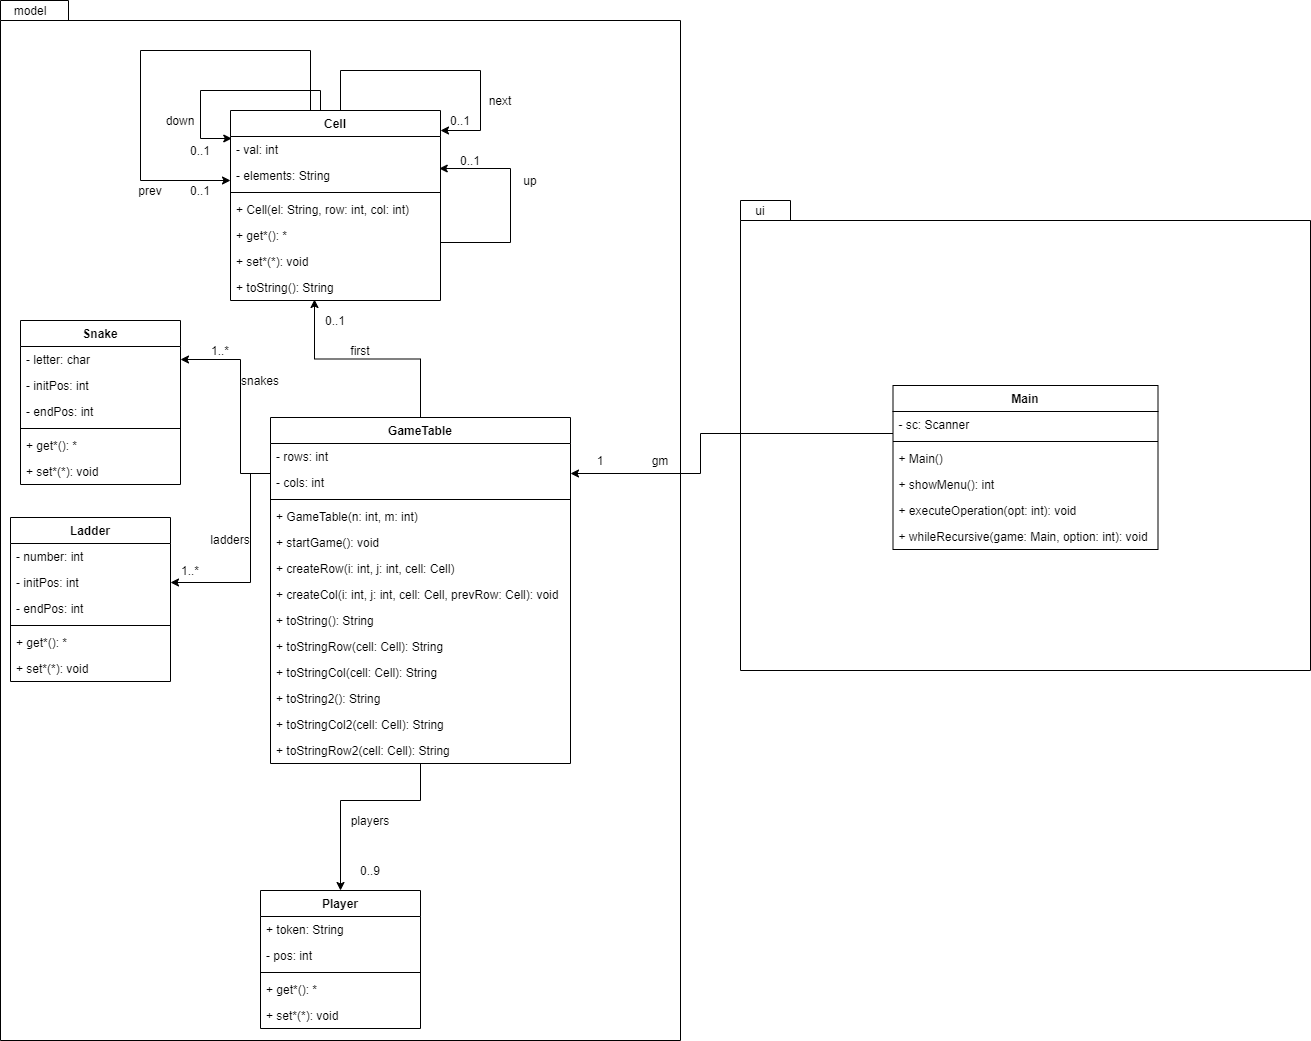 model
next
down
0..1
Cell
0..1
- val: int
0..1
up
- elements: String
prev
0..1
+ Cell(el: String, row: int, col: int)
+ get*(): *
+ set*(*): void
+ toString(): String
ui
0..1
first
Snake
- letter: char
- initPos: int
- endPos: int
+ get*(): *
+ set*(*): void
1..*
snakes
Main
- sc: Scanner
+ Main()
+ showMenu(): int
+ executeOperation(opt: int): void
+ whileRecursive(game: Main, option: int): void
GameTable
- rows: int
- cols: int
+ GameTable(n: int, m: int)
+ startGame(): void
+ createRow(i: int, j: int, cell: Cell)
+ createCol(i: int, j: int, cell: Cell, prevRow: Cell): void
+ toString(): String
+ toStringRow(cell: Cell): String
+ toStringCol(cell: Cell): String
+ toString2(): String
+ toStringCol2(cell: Cell): String
+ toStringRow2(cell: Cell): String
1
gm
Ladder
- number: int
- initPos: int
- endPos: int
+ get*(): *
+ set*(*): void
ladders
1..*
players
0..9
Player
+ token: String
- pos: int
+ get*(): *
+ set*(*): void